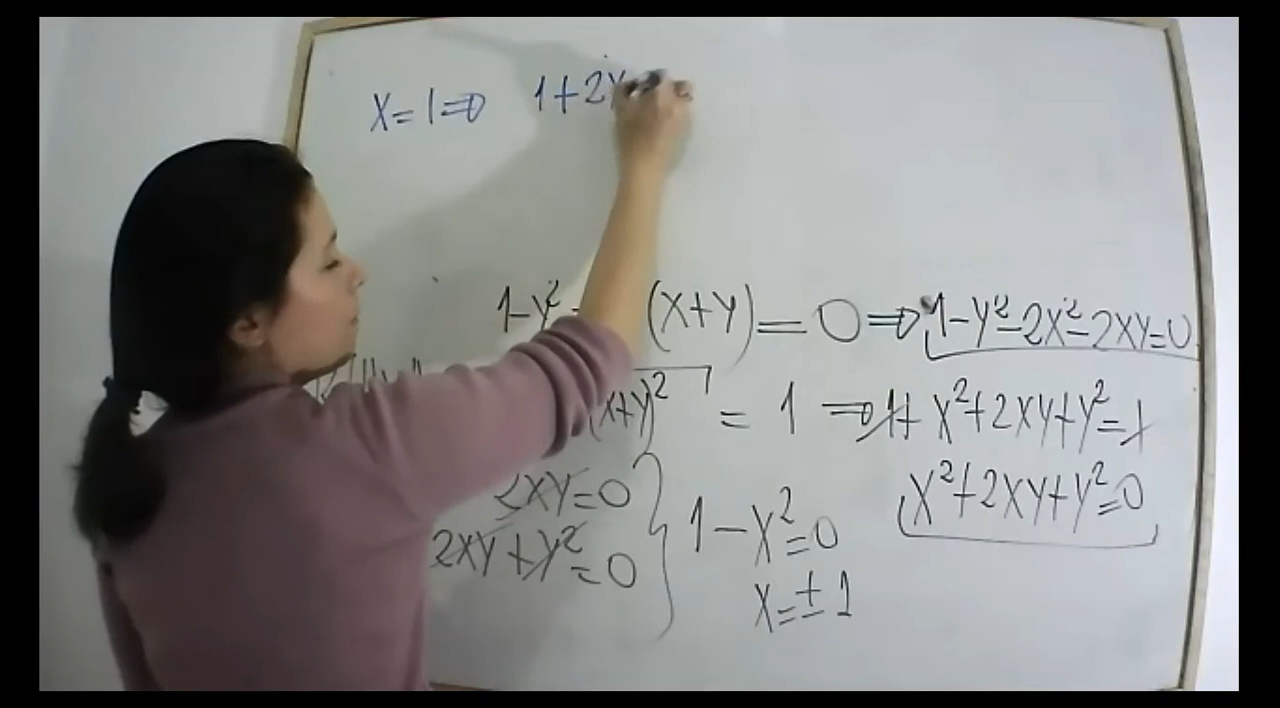 x=1⇒ 1+2y
1-y² (x+y)=0⇒1-y²-2x²-2xy=0
(x+y)² =1⇒1+x²+2xy+y²=1
2xy=0
x²+2xy+y²=0
1-x²=0
2xy+y²=0
x=±1